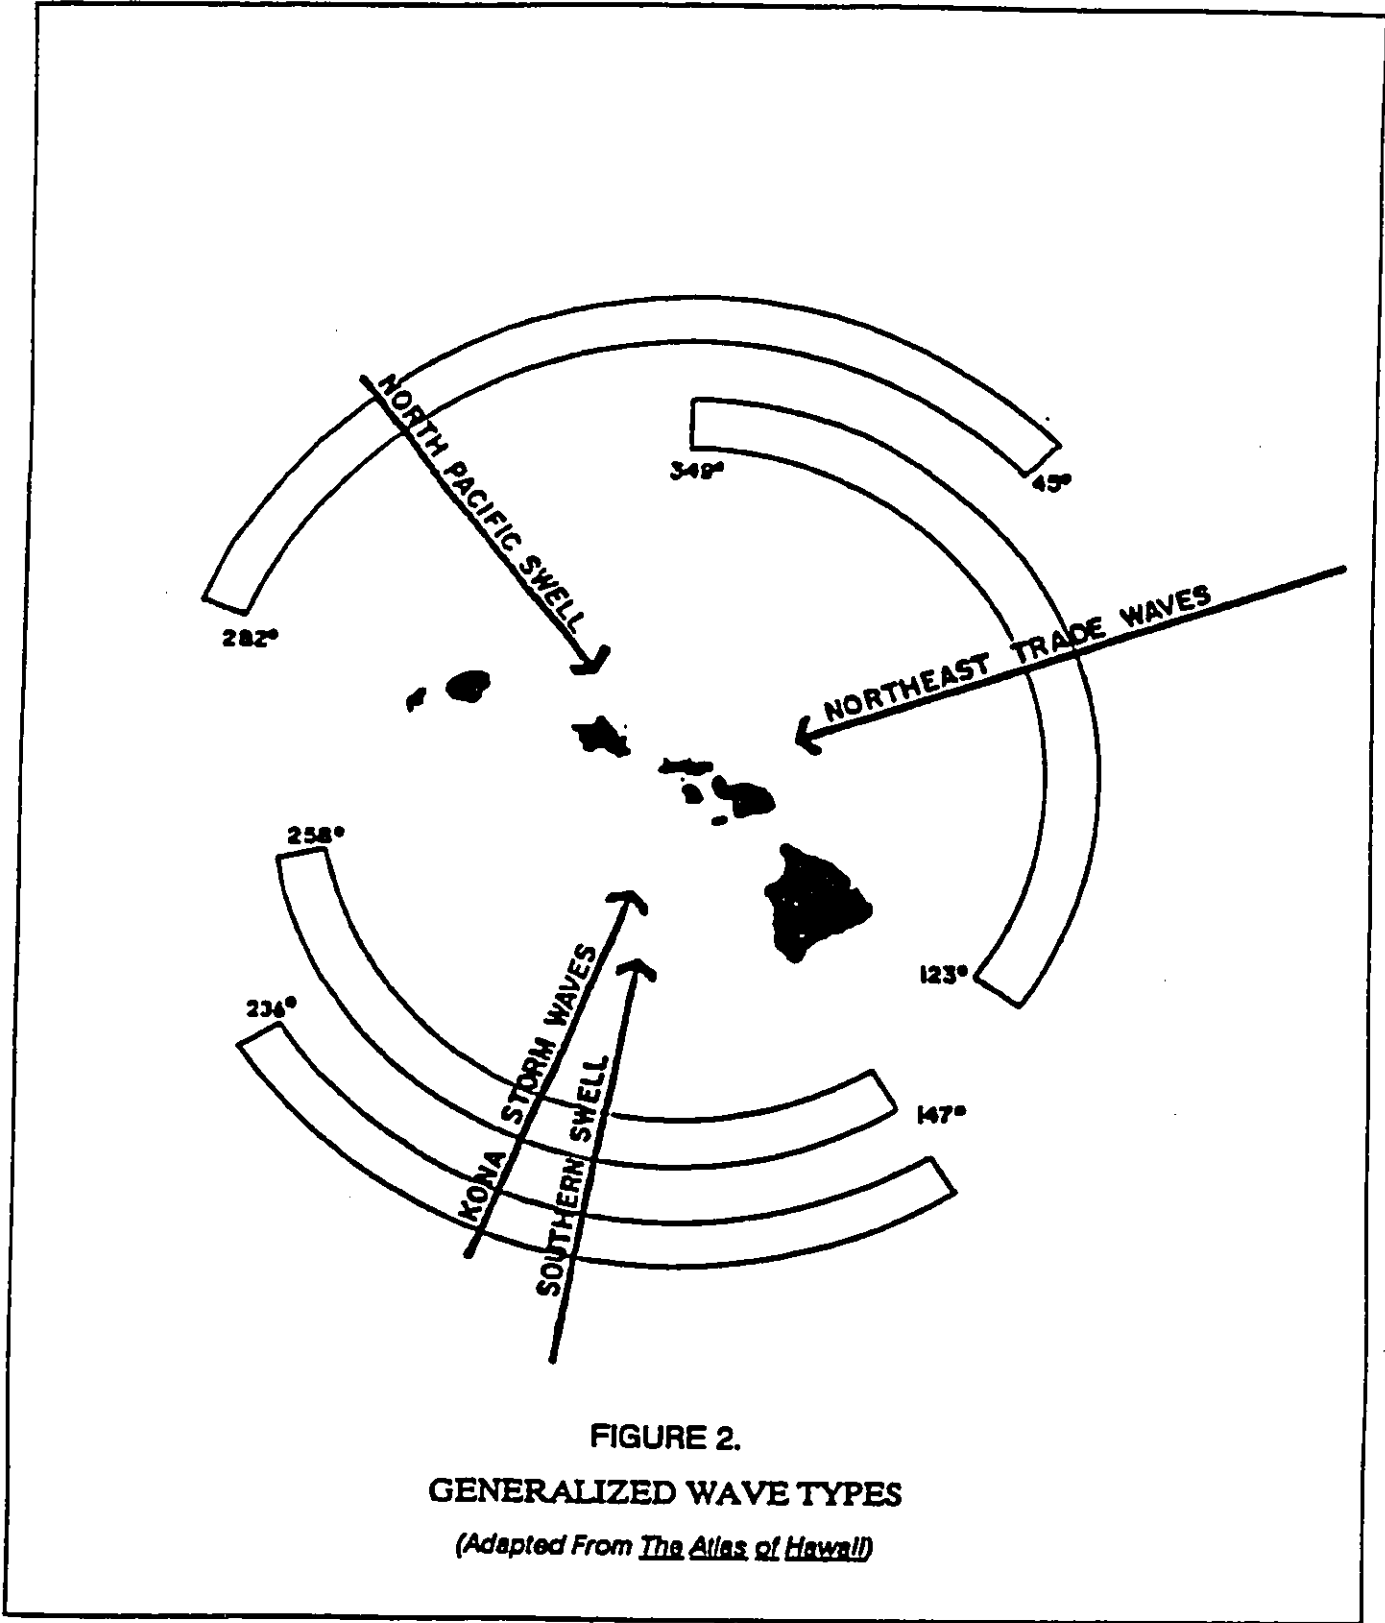 NORTH PACIFIC SWELL
349°
45°
282°
NORTHEAST TRADE WAVES
258°
123°
236°
KONA STORM WAVES
SOUTHERN SWELL
147°
FIGURE 2.
GENERALIZED WAVE TYPES
(Adapted From The Atlas of Hawaii)